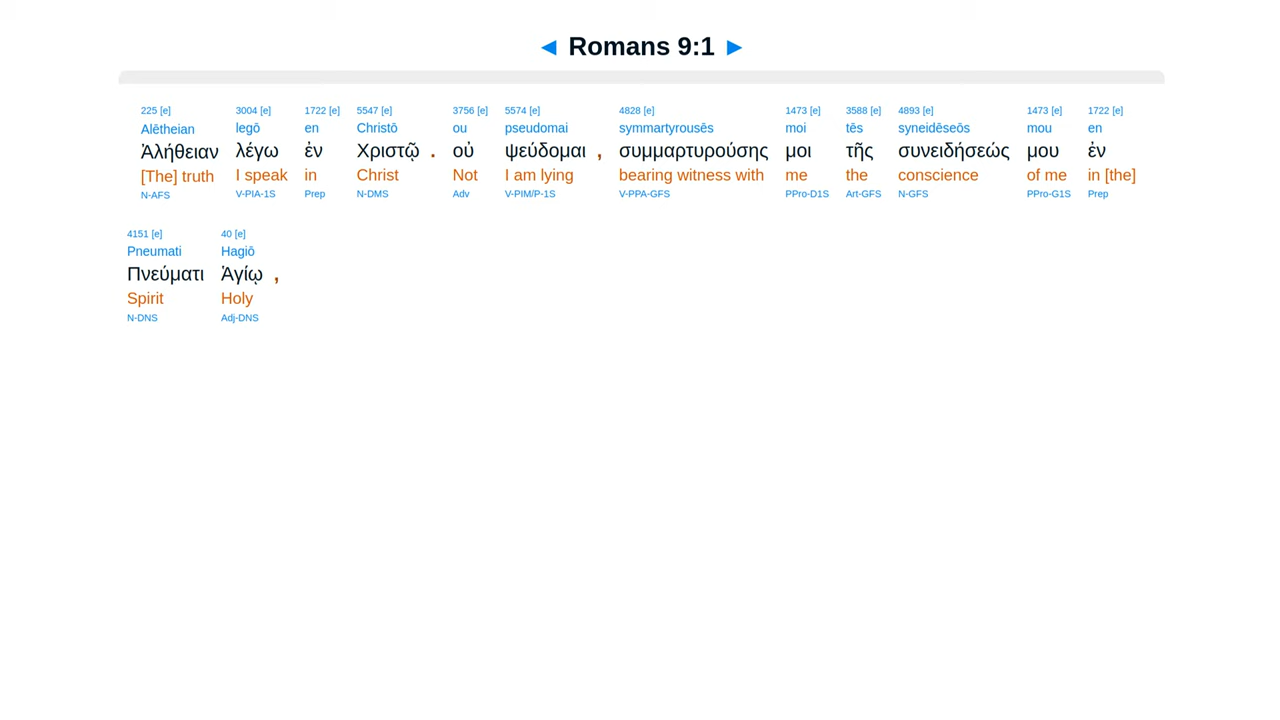 ◄ Romans 9:1 ►
225 [e] 3004 [e] 1722 [e] 5547 [e] 3756 [e] 5574 [e] 4828 [e] 1473 [e] 3588 [e] 4893 [e] 1473 [e] 1722 [e]
Alētheian legō en Christō ou pseudomai symmartyrousēs moi tēs syneidēseōs mou en
Ἀλήθειαν λέγω ἐν Χριστῷ . οὐ ψεύδομαι , συμμαρτυρούσης μοι τῆς συνειδήσεώς μου ἐν
[The] truth I speak in Christ Not I am lying bearing witness with me the conscience of me in [the]
N-AFS V-PIA-1S Prep N-DMS Adv V-PIM/P-1S V-PPA-GFS PPro-D1S Art-GFS N-GFS PPro-G1S Prep
4151 [e] 40 [e]
Pneumati Hagiō
Πνεύματι Ἁγίῳ ,
Spirit Holy
N-DNS Adj-DNS